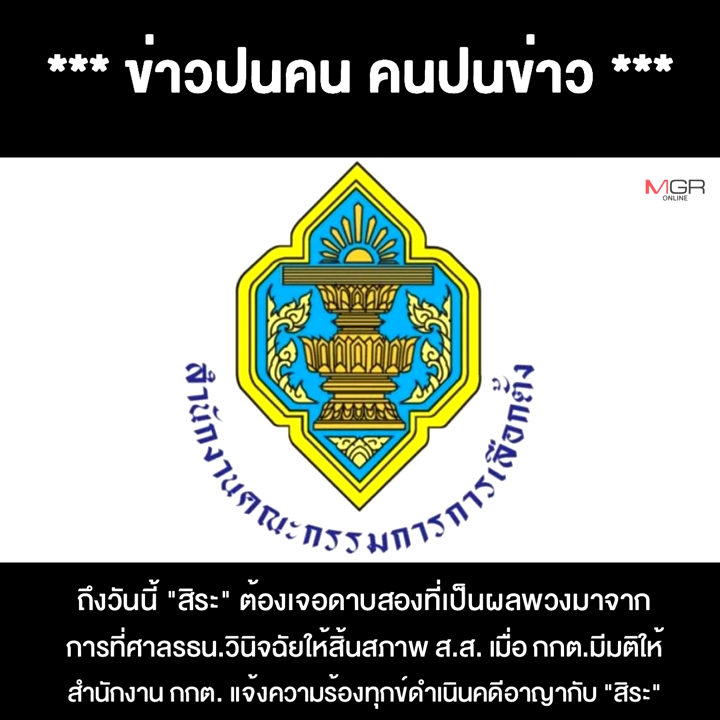 *** ข่าวปนคน คนปนข่าว ***
MGR
ONLINE
สำนักงานคณะกรรมการการเลือกตั้ง
ถึงวันนี้ "สิระ" ต้องเจอดาบสองที่เป็นผลพวงมาจาก
การที่ศาลรธน.วินิจฉัยให้สิ้นสภาพ ส.ส. เมื่อ กกต.มีมติให้
สำนักงาน กกต. แจ้งความร้องทุกข์ดำเนินคดีอาญากับ "สิระ"